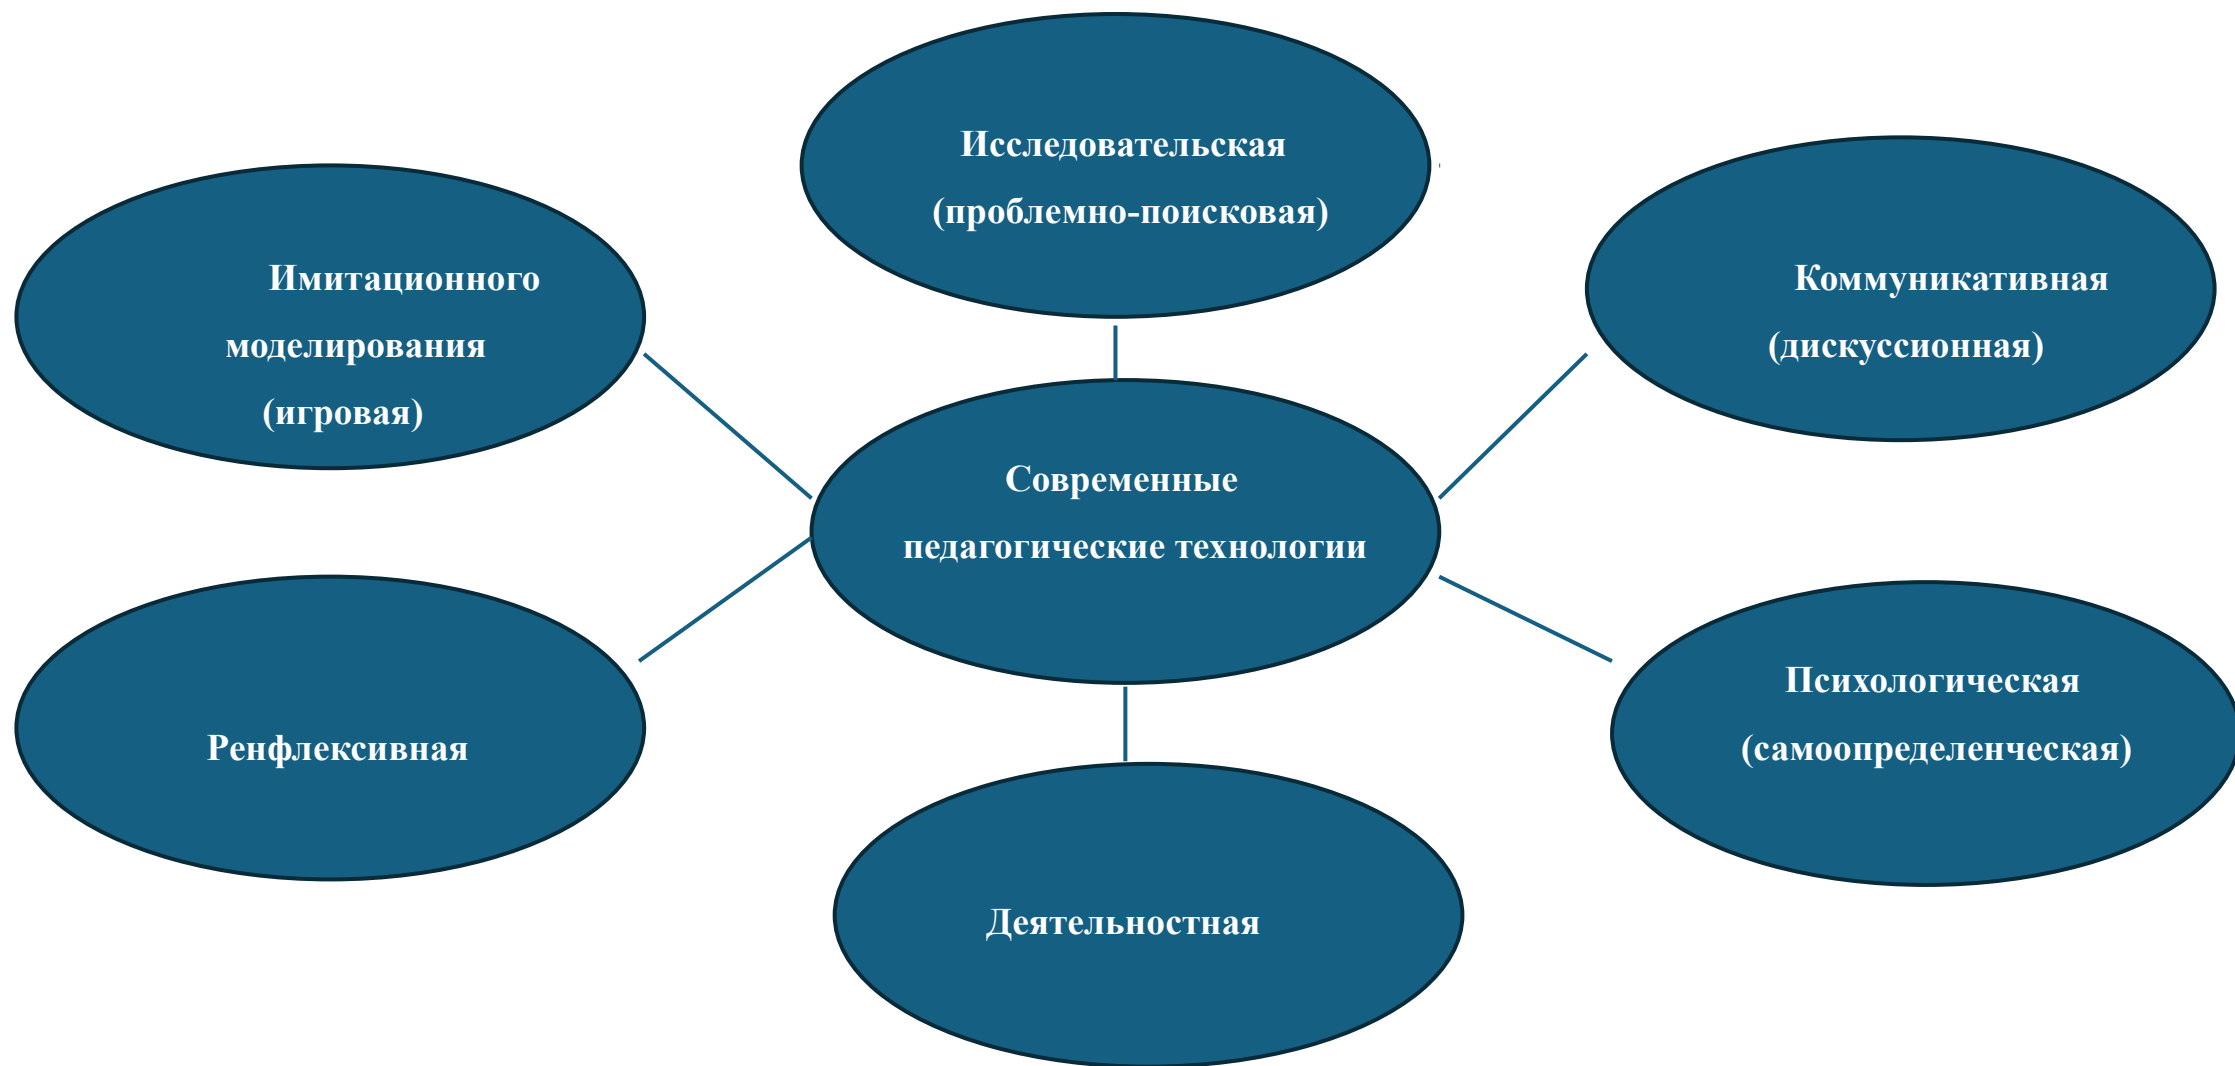 Исследовательская
(проблемно-поисковая)
Имитационного
моделирования
(игровая)
Коммуникативная
(дискуссионная)
Современные
педагогические технологии
Ренфлексивная
Психологическая
(самоопределенческая)
Деятельностная